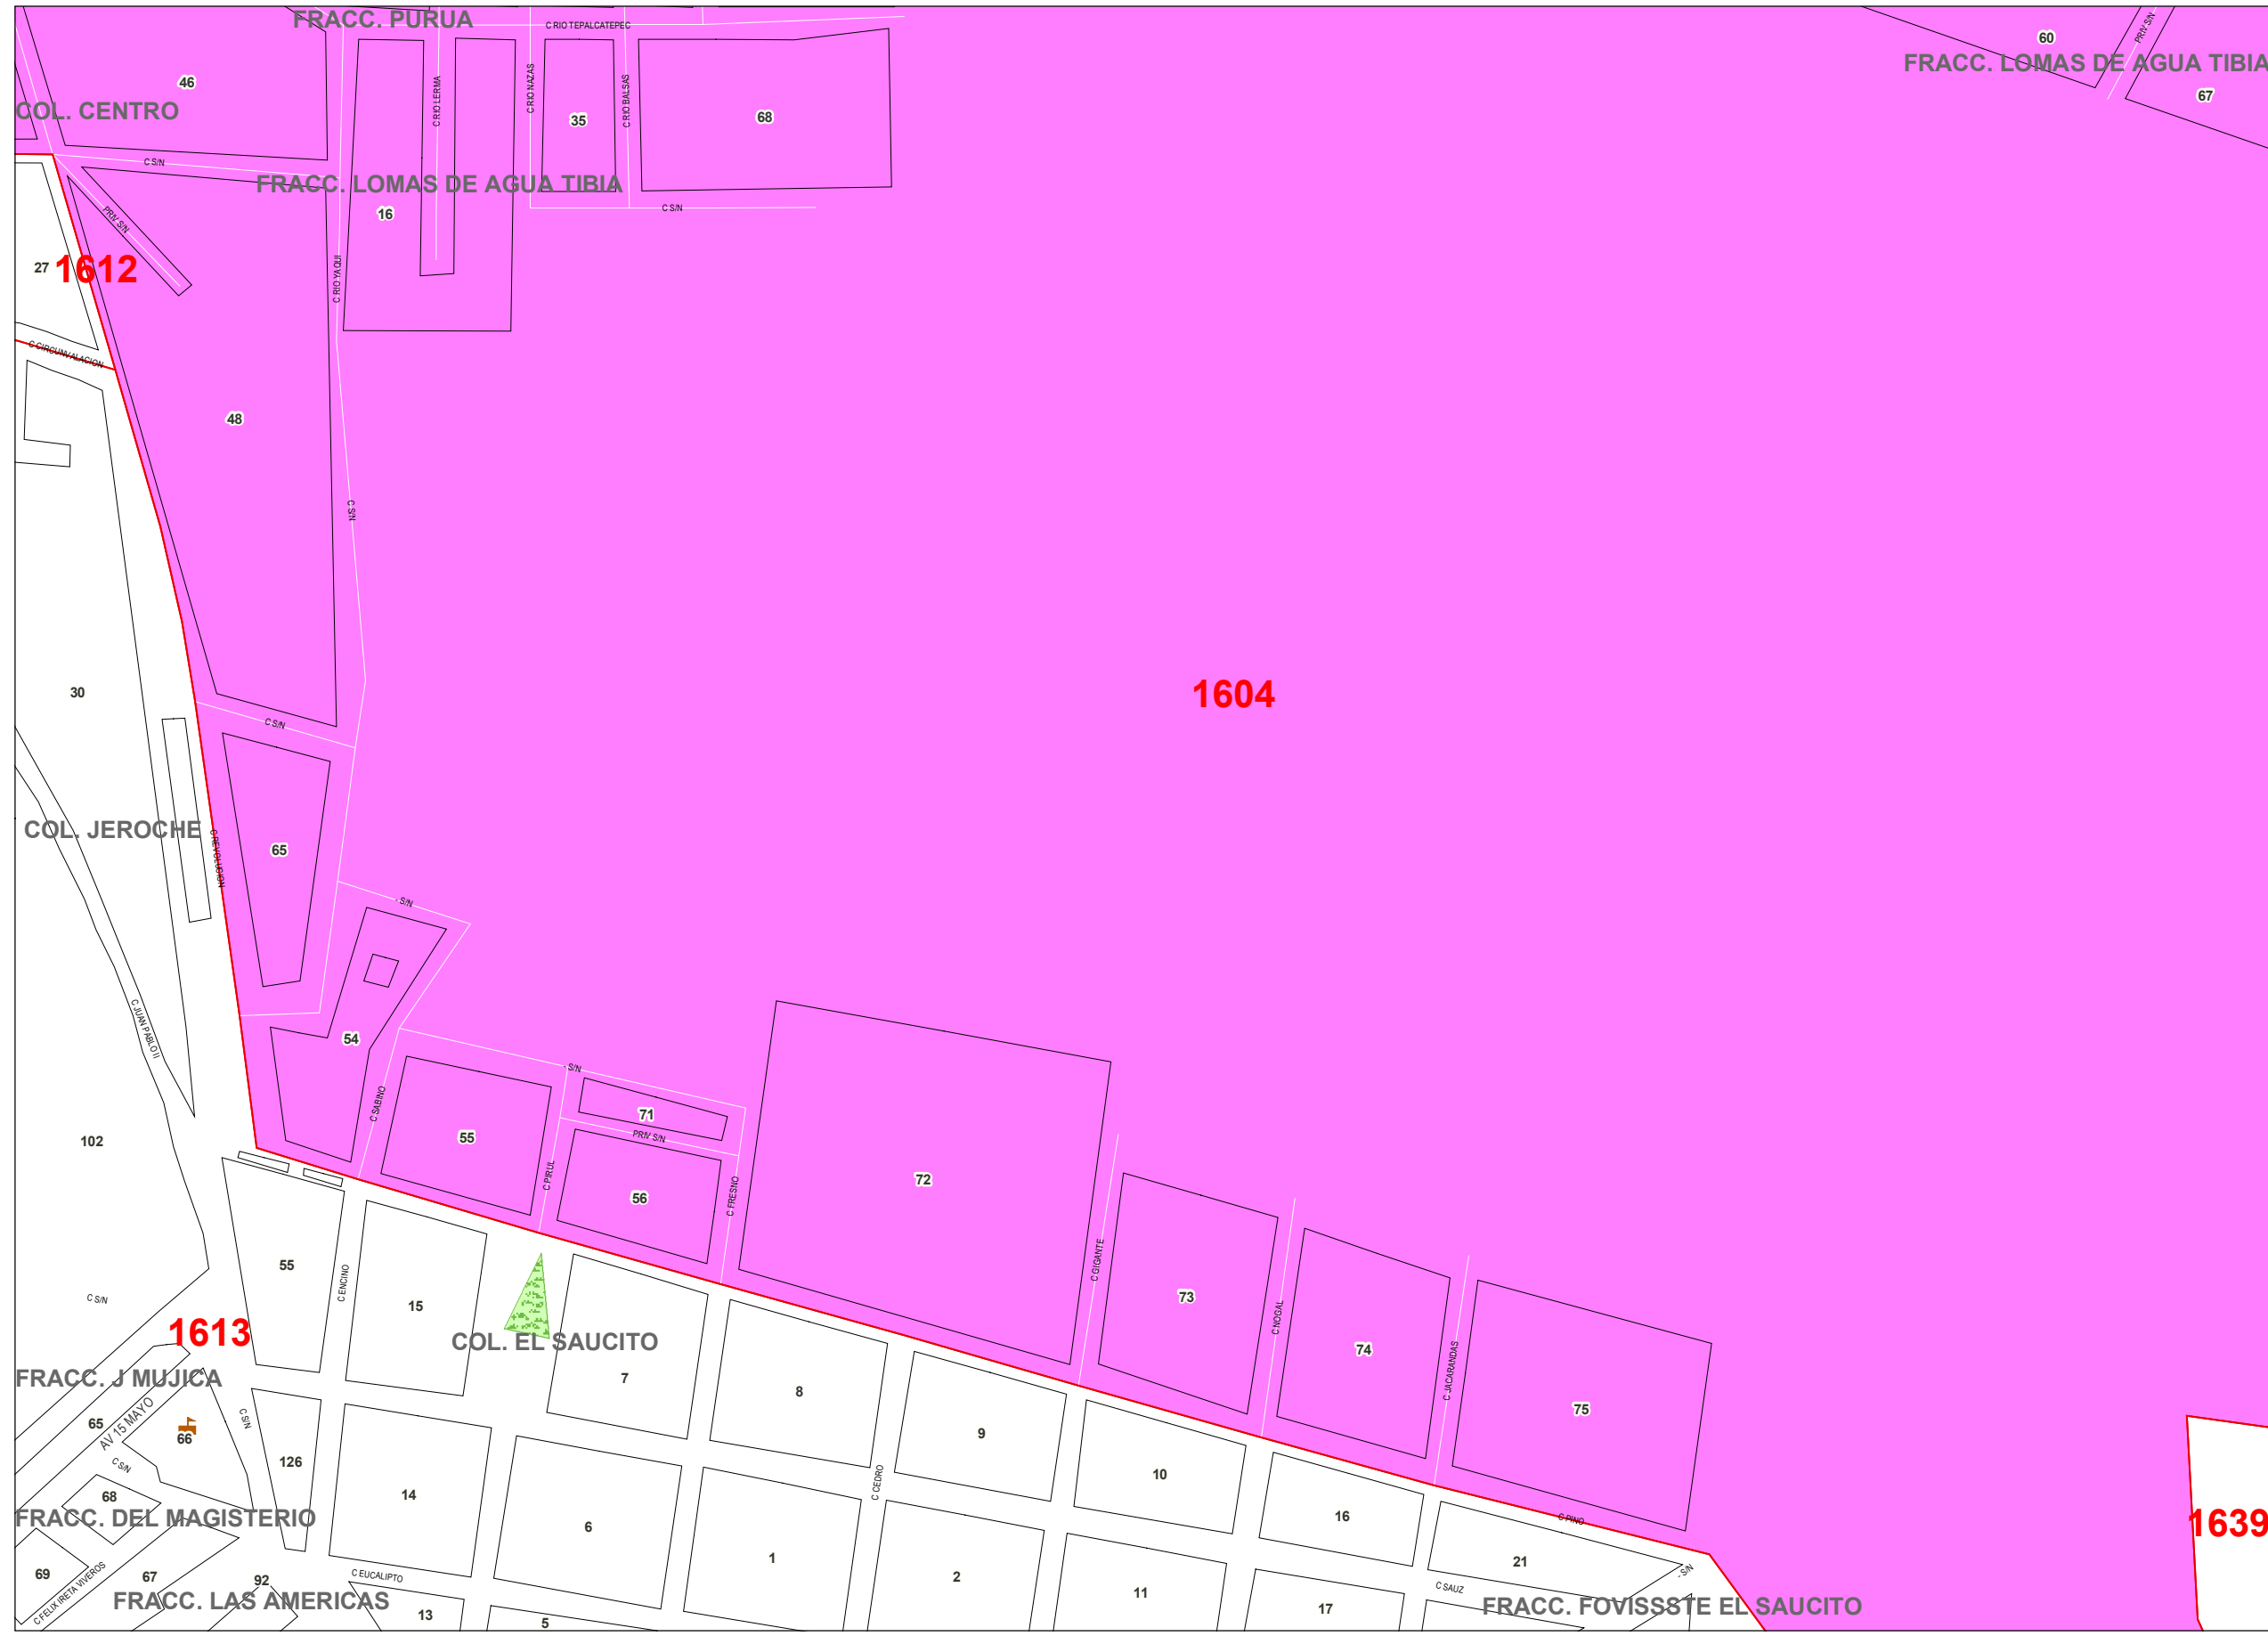 FRACC. PURUA
C RIO TEPALCATEPEC
60
PRIV S/N
FRACC. LOMAS DE AGUA TIBIA
46
67
COL. CENTRO
C RIO LERMA
C RIO NAZAS
35
C RIO BALSAS
68
C S/N
FRACC. LOMAS DE AGUA TIBIA
16
C S/N
PRIV S/N
27
1612
C RIO YAQUI
C CIRCUNVALACION
48
C S/N
30
1604
C S/N
COL. JEROCHE
C REVOLUCION
65
- S/N
C JUAN PABLO II
54
- S/N
C SABINO
71
102
55
PRIV S/N
C PIRUL
56
C FRESNO
72
C GIGANTE
55
C ENCINO
73
C S/N
15
C NOGAL
1613
COL. EL SAUCITO
74
C JACARANDAS
FRACC. J MUJICA
7
8
75
65
AV 15 MAYO
66
C S/N
9
C S/N
126
10
C CEDRO
68
14
16
C PINO
FRACC. DEL MAGISTERIO
6
1639
1
21
- S/N
69
67
92
C EUCALIPTO
2
11
C SAUZ
C FELIX IRETA VIVEROS
FRACC. LAS AMERICAS
13
5
17
FRACC. FOVISSSTE EL SAUCITO